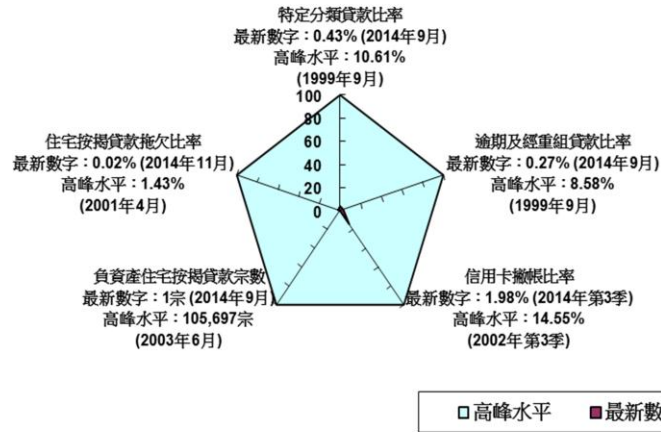 特定分類貸款比率
最新數字：0.43% (2014年9月)
高峰水平：10.61%
(1999年9月)
100
80
60
40
20
0
住宅按揭貸款拖欠比率
最新數字：0.02% (2014年11月)
高峰水平：1.43%
(2001年4月)
逾期及經重組貸款比率
最新數字：0.27% (2014年9月)
高峰水平：8.58%
(1999年9月)
負資產住宅按揭貸款宗數
最新數字：1宗 (2014年9月)
高峰水平：105,697宗
(2003年6月)
信用卡撇帳比率
最新數字：1.98% (2014年第3季)
高峰水平：14.55%
(2002年第3季)
高峰水平 最新數